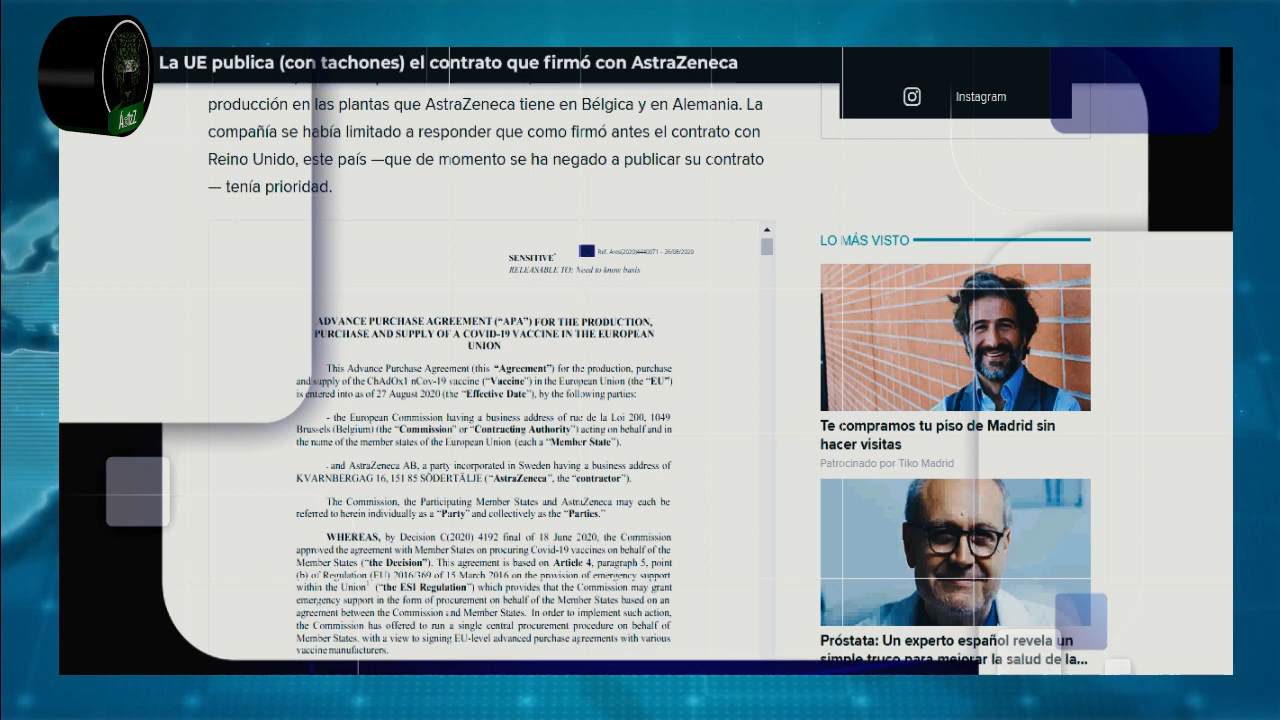 La UE publica (con tachones) el contrato que firmó con AstraZeneca
Instagram
producción en las plantas que AstraZeneca tiene en Bélgica y en Alemania. La
compañía se había limitado a responder que como firmó antes el contrato con
Reino Unido, este país —que de momento se ha negado a publicar su contrato
— tenía prioridad.
SENSITIVE
Ref. Ares(2020)4440071 - 26/08/2020
RELEASABLE TO: Need to know basis
ADVANCE PURCHASE AGREEMENT (“APA”) FOR THE PRODUCTION,
PURCHASE AND SUPPLY OF A COVID-19 VACCINE IN THE EUROPEAN
UNION
This Advance Purchase Agreement (this “Agreement”) for the production, purchase
and supply of the ChAdOx1 nCov-19 vaccine (“Vaccine”) in the European Union (the “EU”)
is entered into as of 27 August 2020 (the “Effective Date”), by the following parties:
- the European Commission having a business address of rue de la Loi 200, 1049
Brussels (Belgium) (the “Commission” or “Contracting Authority”) acting on behalf and in
the name of the member states of the European Union (each a “Member State”).
- and AstraZeneca AB, a party incorporated in Sweden having a business address of
KVARNBERGAG 16, 151 85 SÖDERTÄLJE (“AstraZeneca”, the “contractor”).
The Commission, the Participating Member States and AstraZeneca may each be
referred to herein individually as a “Party” and collectively as the “Parties.”
WHEREAS, by Decision C(2020) 4192 final of 18 June 2020, the Commission
approved the agreement with Member States on procuring Covid-19 vaccines on behalf of the
Member States (“the Decision”). This agreement is based on Article 4, paragraph 5, point
(b) of Regulation (EU) 2016/369 of 15 March 2016 on the provision of emergency support
within the Union¹ (“the ESI Regulation”) which provides that the Commission may grant
emergency support in the form of procurement on behalf of the Member States based on an
agreement between the Commission and Member States. In order to implement such action,
the Commission has offered to run a single central procurement procedure on behalf of
Member States, with a view to signing EU-level advanced purchase agreements with various
vaccine manufacturers.
LO MÁS VISTO
Te compramos tu piso de Madrid sin
hacer visitas
Patrocinado por Tiko Madrid
Próstata: Un experto español revela un
simple truco para mejorar la salud de la...